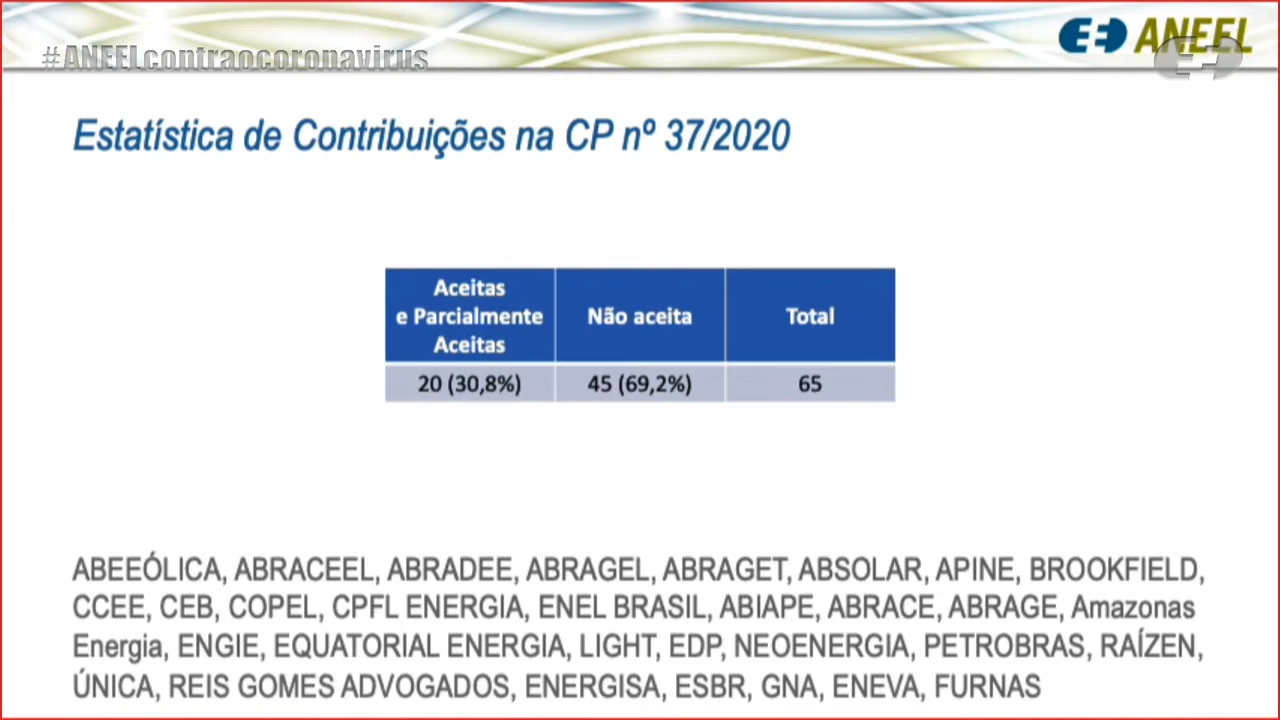 #ANEELcontraocoronavirus
ANEEL
Estatística de Contribuições na CP nº 37/2020
Aceitas
e Parcialmente
Aceitas
Não aceita
Total
20 (30,8%)
45 (69,2%)
65
ABEEÓLICA, ABRACEEL, ABRADEE, ABRAGEL, ABRAGET, ABSOLAR, APINE, BROOKFIELD,
CCEE, CEB, COPEL, CPFL ENERGIA, ENEL BRASIL, ABIAPE, ABRACE, ABRAGE, Amazonas
Energia, ENGIE, EQUATORIAL ENERGIA, LIGHT, EDP, NEOENERGIA, PETROBRAS, RAÍZEN,
ÚNICA, REIS GOMES ADVOGADOS, ENERGISA, ESBR, GNA, ENEVA, FURNAS